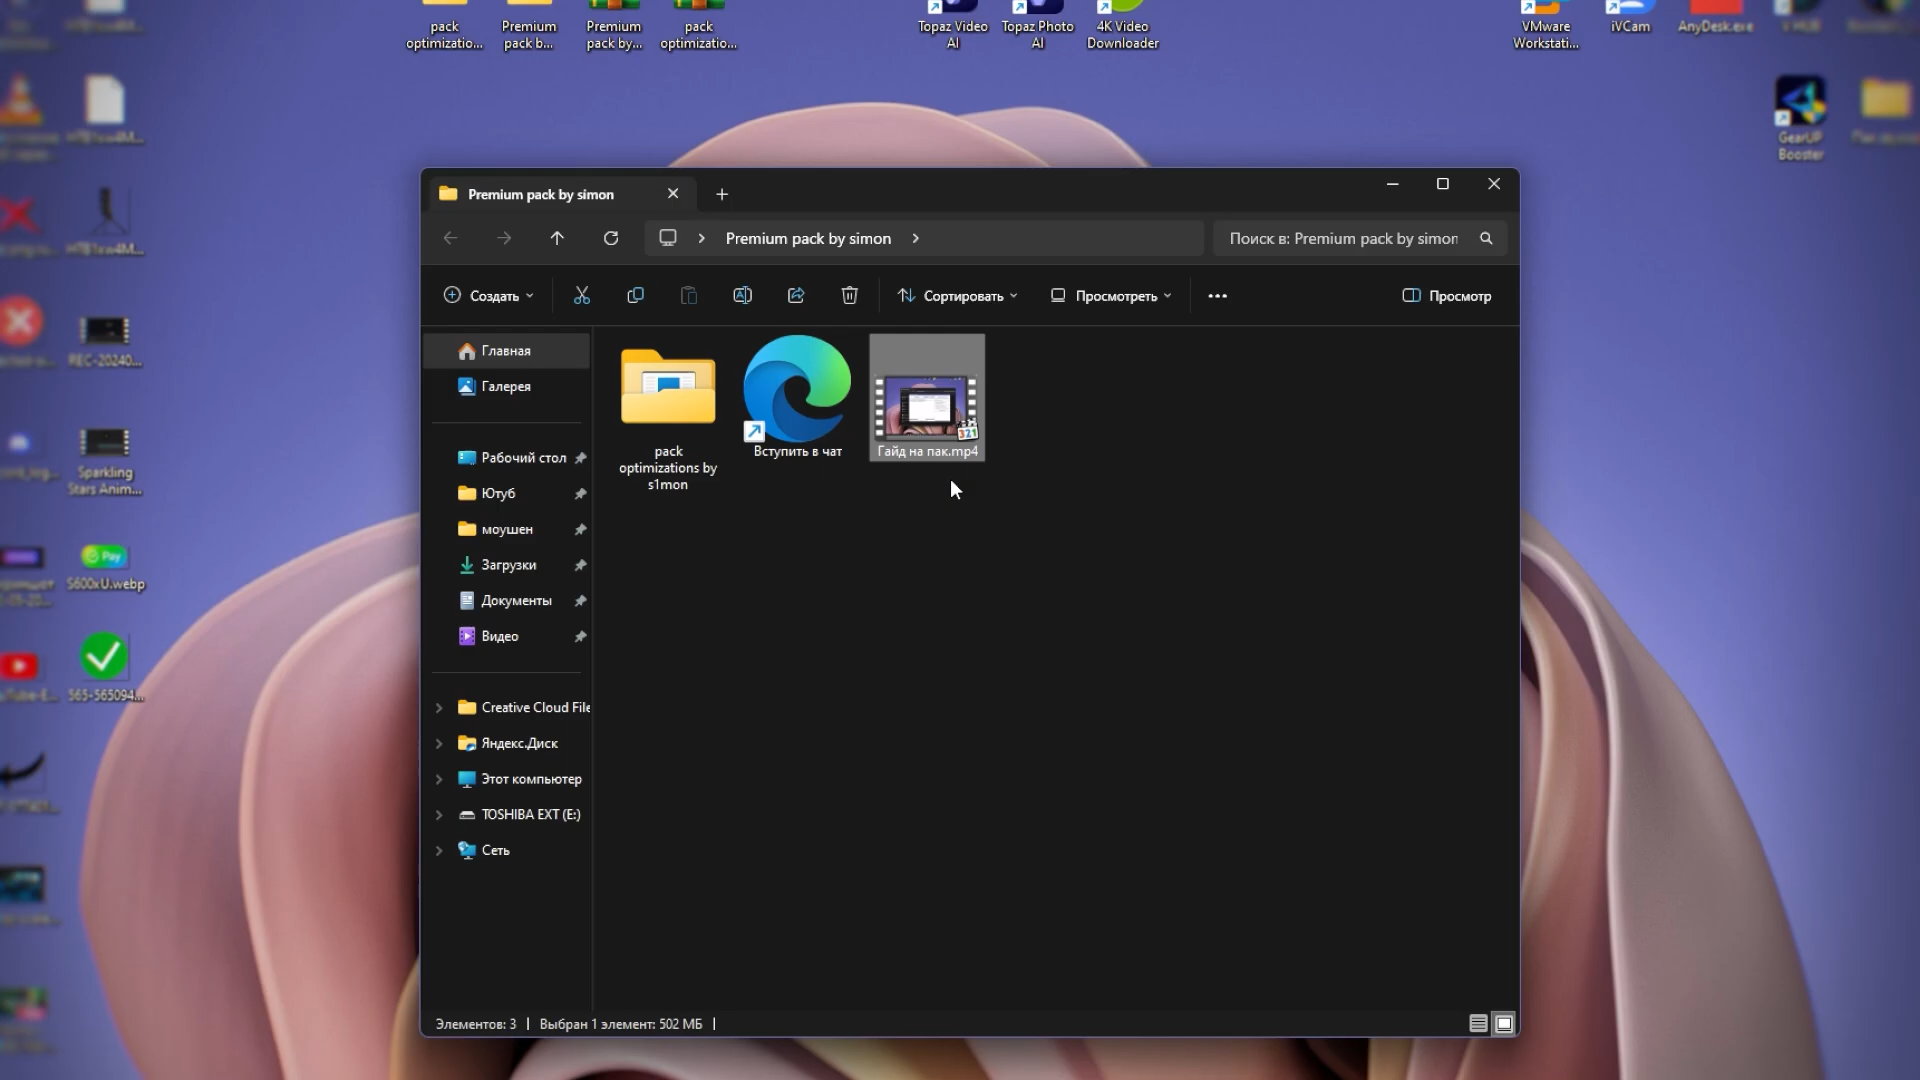 pack
optimizatio...
Premium
pack b...
Premium
pack by...
pack
optimizatio...
Topaz Video
AI
Topaz Photo
AI
4K Video
Downloader
VMware
Workstati...
iVCam
AnyDesk.exe
GearUP
Booster
REC-20240...
Sparkling
Stars Anim...
Pay
S600xU.webp
565-565094...
Premium pack by simon
Premium pack by simon
Поиск в: Premium pack by simon
Создать
Сортировать
Просмотреть
Просмотр
Главная
Галерея
Рабочий стол
Ютуб
моушен
Загрузки
Документы
Видео
Creative Cloud File
Яндекс.Диск
Этот компьютер
TOSHIBA EXT (E:)
Сеть
pack
optimizations by
s1mon
Вступить в чат
321
Гайд на пак.mp4
Элементов: 3
Выбран 1 элемент: 502 МБ